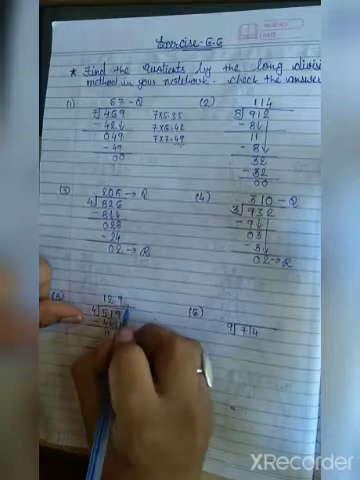 Exercise-6.6
* Find the Quotients by the long divisi
method in your notebook. Check the answer
(1) 67 - Q
7)469 7x5=35
- 42↓ 7x6=42
049 7x7=49
- 49
00
(2) 114
8)912
- 8↓
11
- 8↓
32
- 32
00
(3) 206 → Q
4)826
- 8↓↓
026
- 24
02 → R
(4) 310 - Q
3)932
- 9↓
03
- 3↓
02 → R
(5) 129
4)519
- 4
11
(6)
9)714
XRecorder